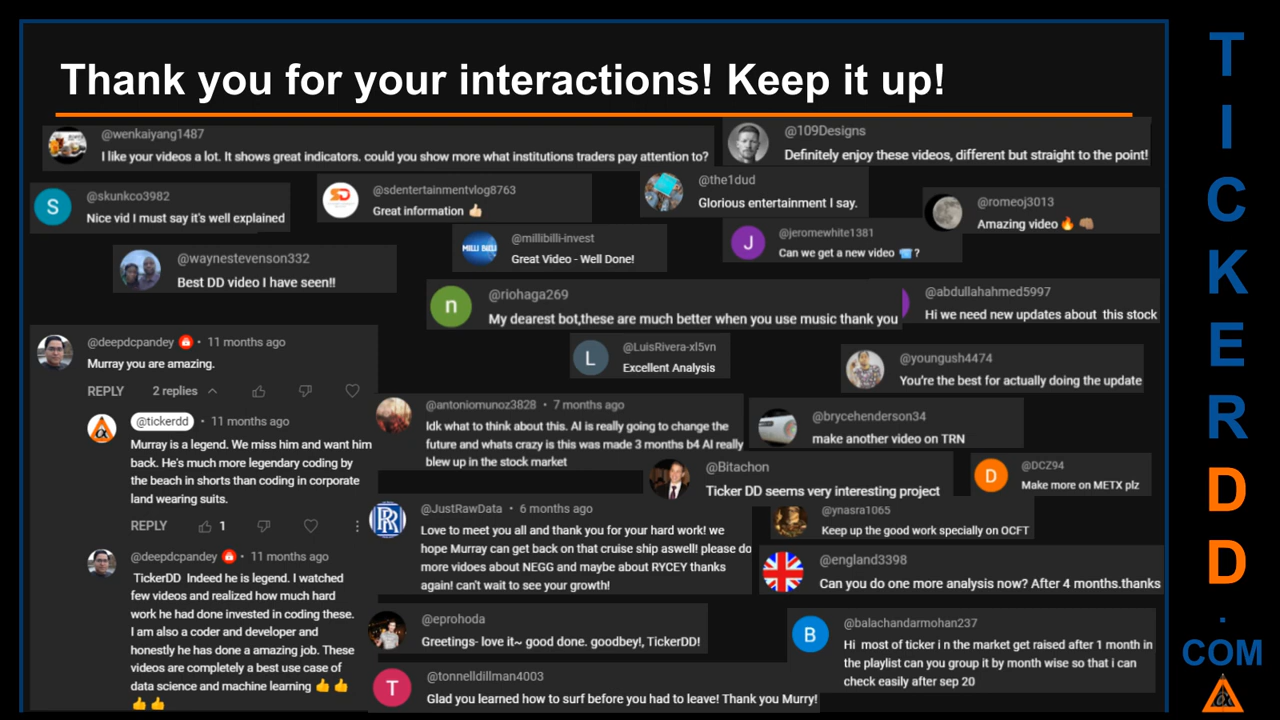 Thank you for your interactions! Keep it up!
@wenkaiyang1487
I like your videos a lot. It shows great indicators. could you show more what institutions traders pay attention to?
@109Designs
Definitely enjoy these videos, different but straight to the point!
@skunkco3982
Nice vid I must say it's well explained
@sdentertainmentvlog8763
Great information 👍🏻
@the1dud
Glorious entertainment I say.
@romeoj3013
Amazing video 🔥 👊🏽
@waynestevenson332
Best DD video I have seen!!
MILLI BILLI
@millibilli-invest
Great Video - Well Done!
J
@jeromewhite1381
Can we get a new video ?
n
@riohaga269
My dearest bot,these are much better when you use music thank you
@abdullahahmed5997
Hi we need new updates about this stock
L
@LuisRivera-xl5vn
Excellent Analysis
@youngush4474
You're the best for actually doing the update
@deepdcpandey • 11 months ago
Murray you are amazing.
REPLY 2 replies
@tickerdd • 11 months ago
Murray is a legend. We miss him and want him
back. He's much more legendary coding by
the beach in shorts than coding in corporate
land wearing suits.
REPLY 1
@deepdcpandey • 11 months ago
TickerDD Indeed he is legend. I watched
few videos and realized how much hard
work he had done invested in coding these.
I am also a coder and developer and
honestly he has done a amazing job. These
videos are completely a best use case of
data science and machine learning 👍 👍
👍 👍
@antoniomunoz3828 • 7 months ago
Idk what to think about this. AI is really going to change the
future and whats crazy is this was made 3 months b4 AI really
blew up in the stock market
@brycehenderson34
make another video on TRN
@Bitachon
Ticker DD seems very interesting project
D
@DCZ94
Make more on METX plz
RR
@JustRawData • 6 months ago
Love to meet you all and thank you for your hard work! we
hope Murray can get back on that cruise ship aswell! please do
more vidoes about NEGG and maybe about RYCEY thanks
again! can't wait to see your growth!
@ynasra1065
Keep up the good work specially on OCFT
@england3398
Can you do one more analysis now? After 4 months.thanks
@eprohoda
Greetings- love it~ good done. goodbey!, TickerDD!
B
@balachandarmohan237
Hi most of ticker i n the market get raised after 1 month in
the playlist can you group it by month wise so that i can
check easily after sep 20
T
@tonnelldillman4003
Glad you learned how to surf before you had to leave! Thank you Murry!
S
SD
T
I
C
K
E
R
D
D
.
COM
α